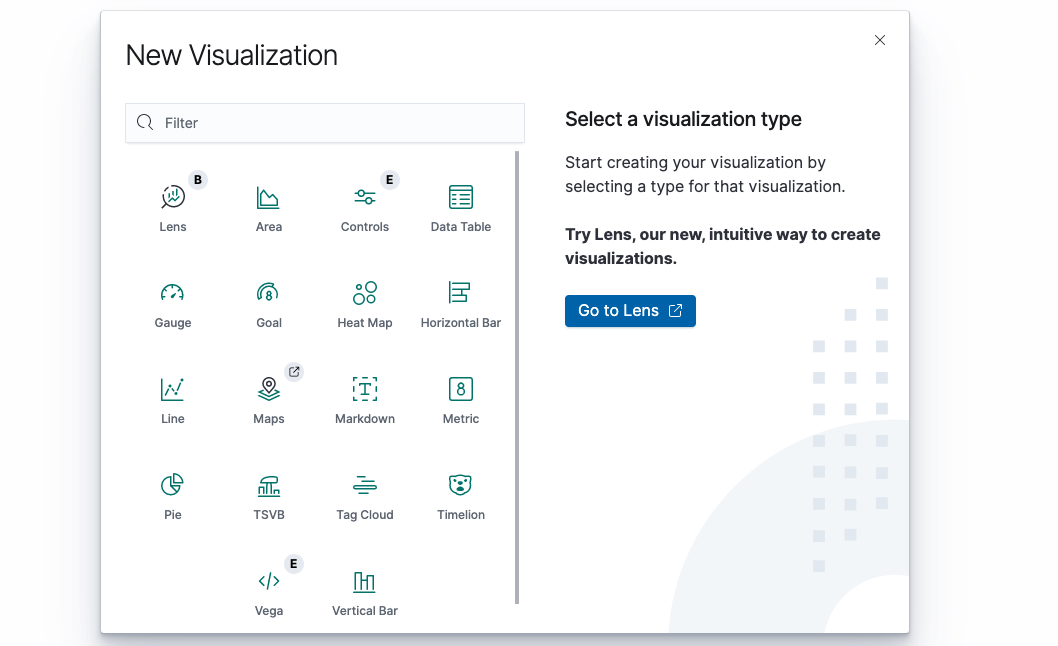 New Visualization
Filter
B
Lens
Area
E
Controls
Data Table
Gauge
8
Goal
Heat Map
Horizontal Bar
Line
Maps
T
Markdown
8
Metric
Pie
TSVB
Tag Cloud
Timelion
E
</>
Vega
Vertical Bar
Select a visualization type
Start creating your visualization by
selecting a type for that visualization.
Try Lens, our new, intuitive way to create
visualizations.
Go to Lens